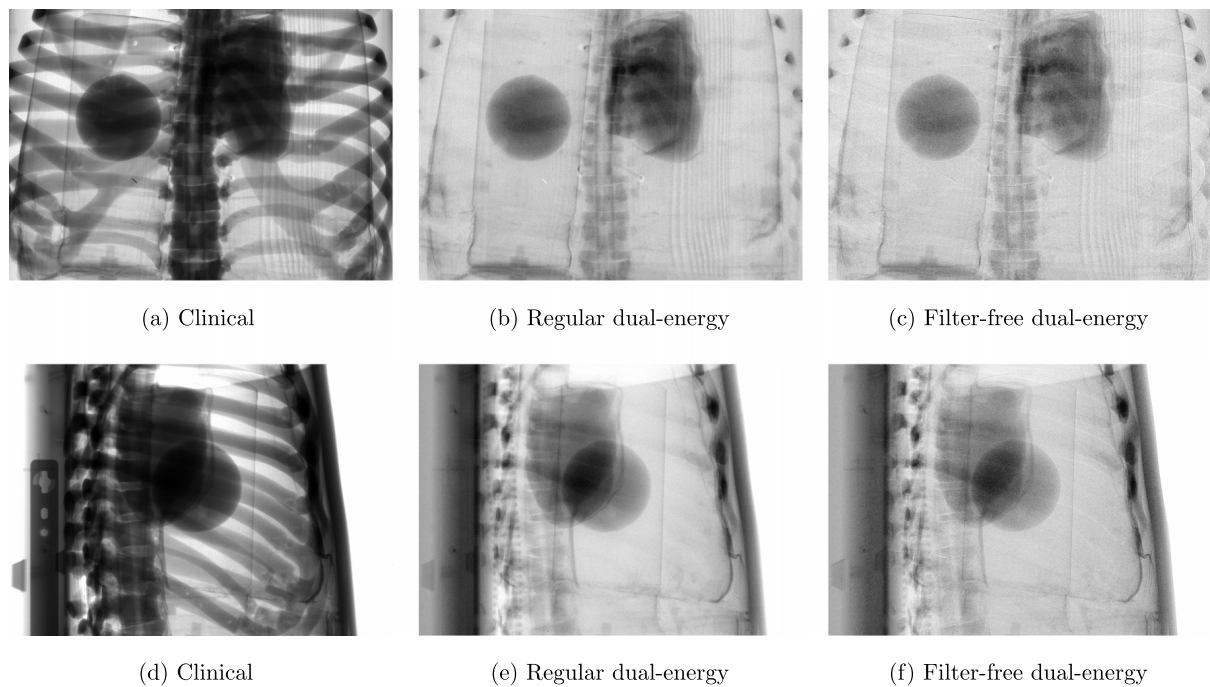 (a) Clinical
(b) Regular dual-energy
(c) Filter-free dual-energy
(d) Clinical
(e) Regular dual-energy
(f) Filter-free dual-energy